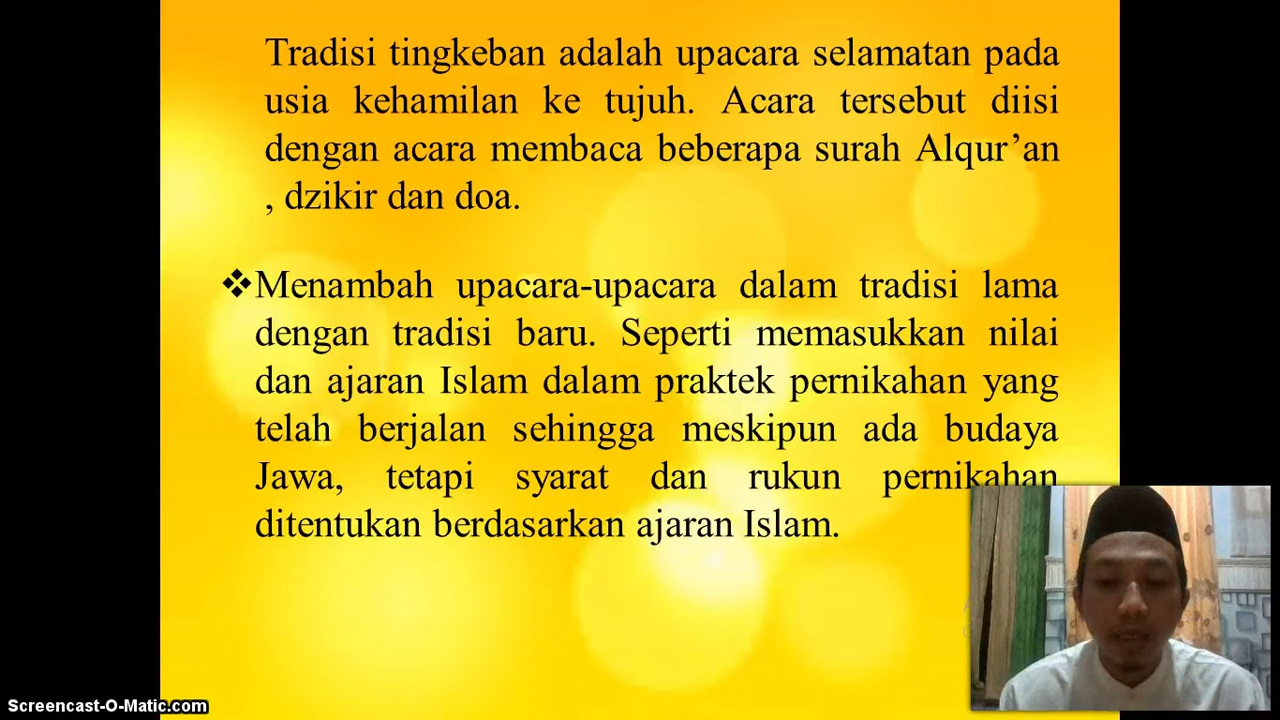 Tradisi tingkeban adalah upacara selamatan pada
usia kehamilan ke tujuh. Acara tersebut diisi
dengan acara membaca beberapa surah Alqur’an
, dzikir dan doa.
❖Menambah upacara-upacara dalam tradisi lama
dengan tradisi baru. Seperti memasukkan nilai
dan ajaran Islam dalam praktek pernikahan yang
telah berjalan sehingga meskipun ada budaya
Jawa, tetapi syarat dan rukun pernikahan
ditentukan berdasarkan ajaran Islam.
Screencast-O-Matic.com